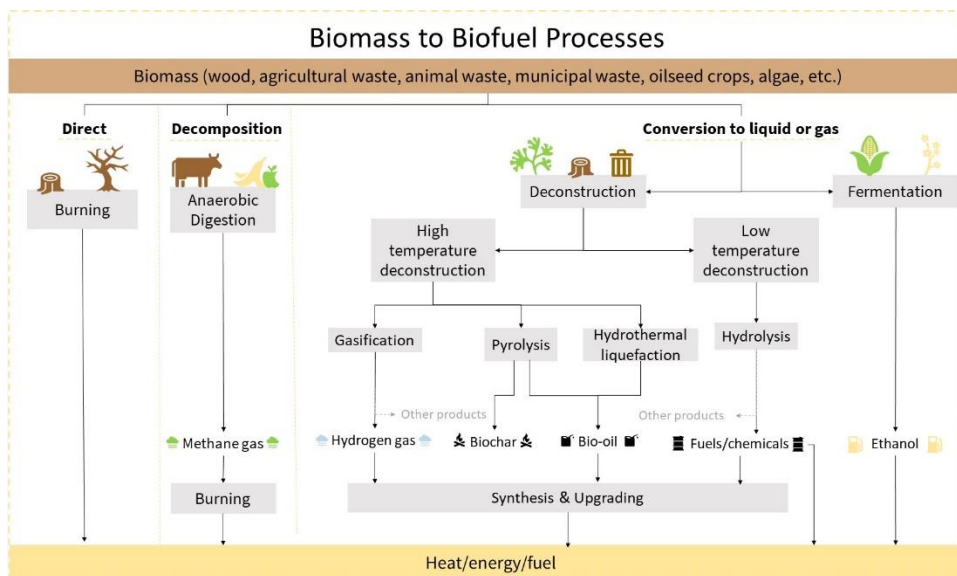 Biomass to Biofuel Processes
Biomass (wood, agricultural waste, animal waste, municipal waste, oilseed crops, algae, etc.)
Direct
Decomposition
Conversion to liquid or gas
Burning
Anaerobic
Digestion
Deconstruction
Fermentation
High
temperature
deconstruction
Low
temperature
deconstruction
Gasification
Pyrolysis
Hydrothermal
liquefaction
Hydrolysis
Other products
Other products
Methane gas
Hydrogen gas
Biochar
Bio-oil
Fuels/chemicals
Ethanol
Burning
Synthesis & Upgrading
Heat/energy/fuel